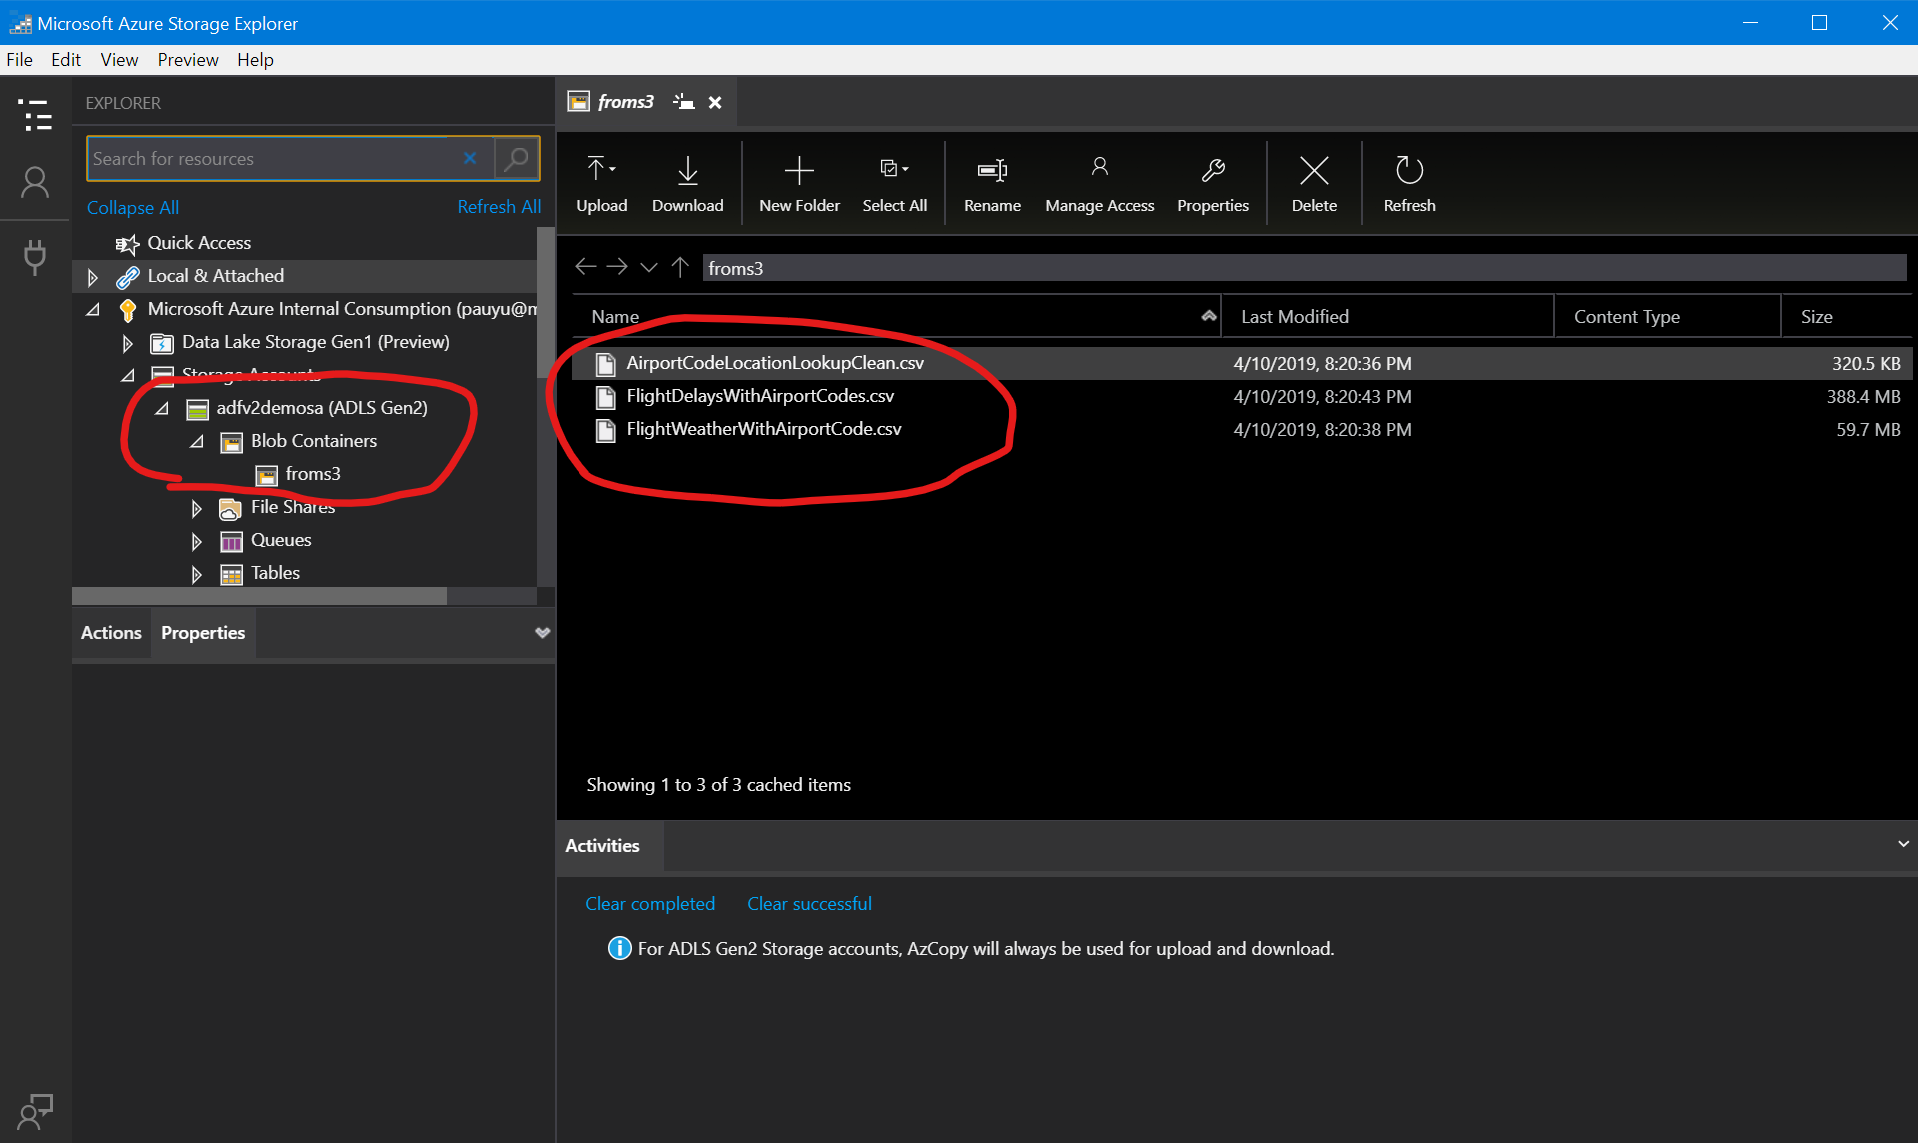 Microsoft Azure Storage Explorer
File Edit View Preview Help
EXPLORER
Search for resources
Collapse All Refresh All
Quick Access
Local & Attached
Microsoft Azure Internal Consumption (pauyu@m
Data Lake Storage Gen1 (Preview)
Storage Accounts
adfv2demosa (ADLS Gen2)
Blob Containers
froms3
File Shares
Queues
Tables
Actions Properties
froms3
Upload Download New Folder Select All Rename Manage Access Properties Delete Refresh
froms3
Name Last Modified Content Type Size
AirportCodeLocationLookupClean.csv 4/10/2019, 8:20:36 PM 320.5 KB
FlightDelaysWithAirportCodes.csv 4/10/2019, 8:20:43 PM 388.4 MB
FlightWeatherWithAirportCode.csv 4/10/2019, 8:20:38 PM 59.7 MB
Showing 1 to 3 of 3 cached items
Activities
Clear completed Clear successful
For ADLS Gen2 Storage accounts, AzCopy will always be used for upload and download.